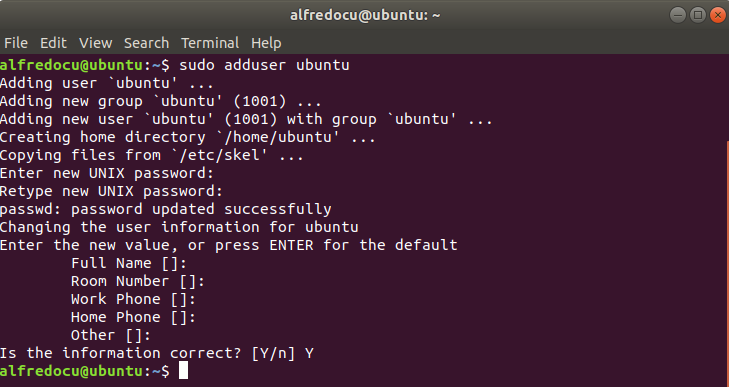 alfredocu@ubuntu: ~
File Edit View Search Terminal Help
alfredocu@ubuntu:~$ sudo adduser ubuntu
Adding user `ubuntu' ...
Adding new group `ubuntu' (1001) ...
Adding new user `ubuntu' (1001) with group `ubuntu' ...
Creating home directory `/home/ubuntu' ...
Copying files from `/etc/skel' ...
Enter new UNIX password:
Retype new UNIX password:
passwd: password updated successfully
Changing the user information for ubuntu
Enter the new value, or press ENTER for the default
        Full Name []:
        Room Number []:
        Work Phone []:
        Home Phone []:
        Other []:
Is the information correct? [Y/n] Y
alfredocu@ubuntu:~$